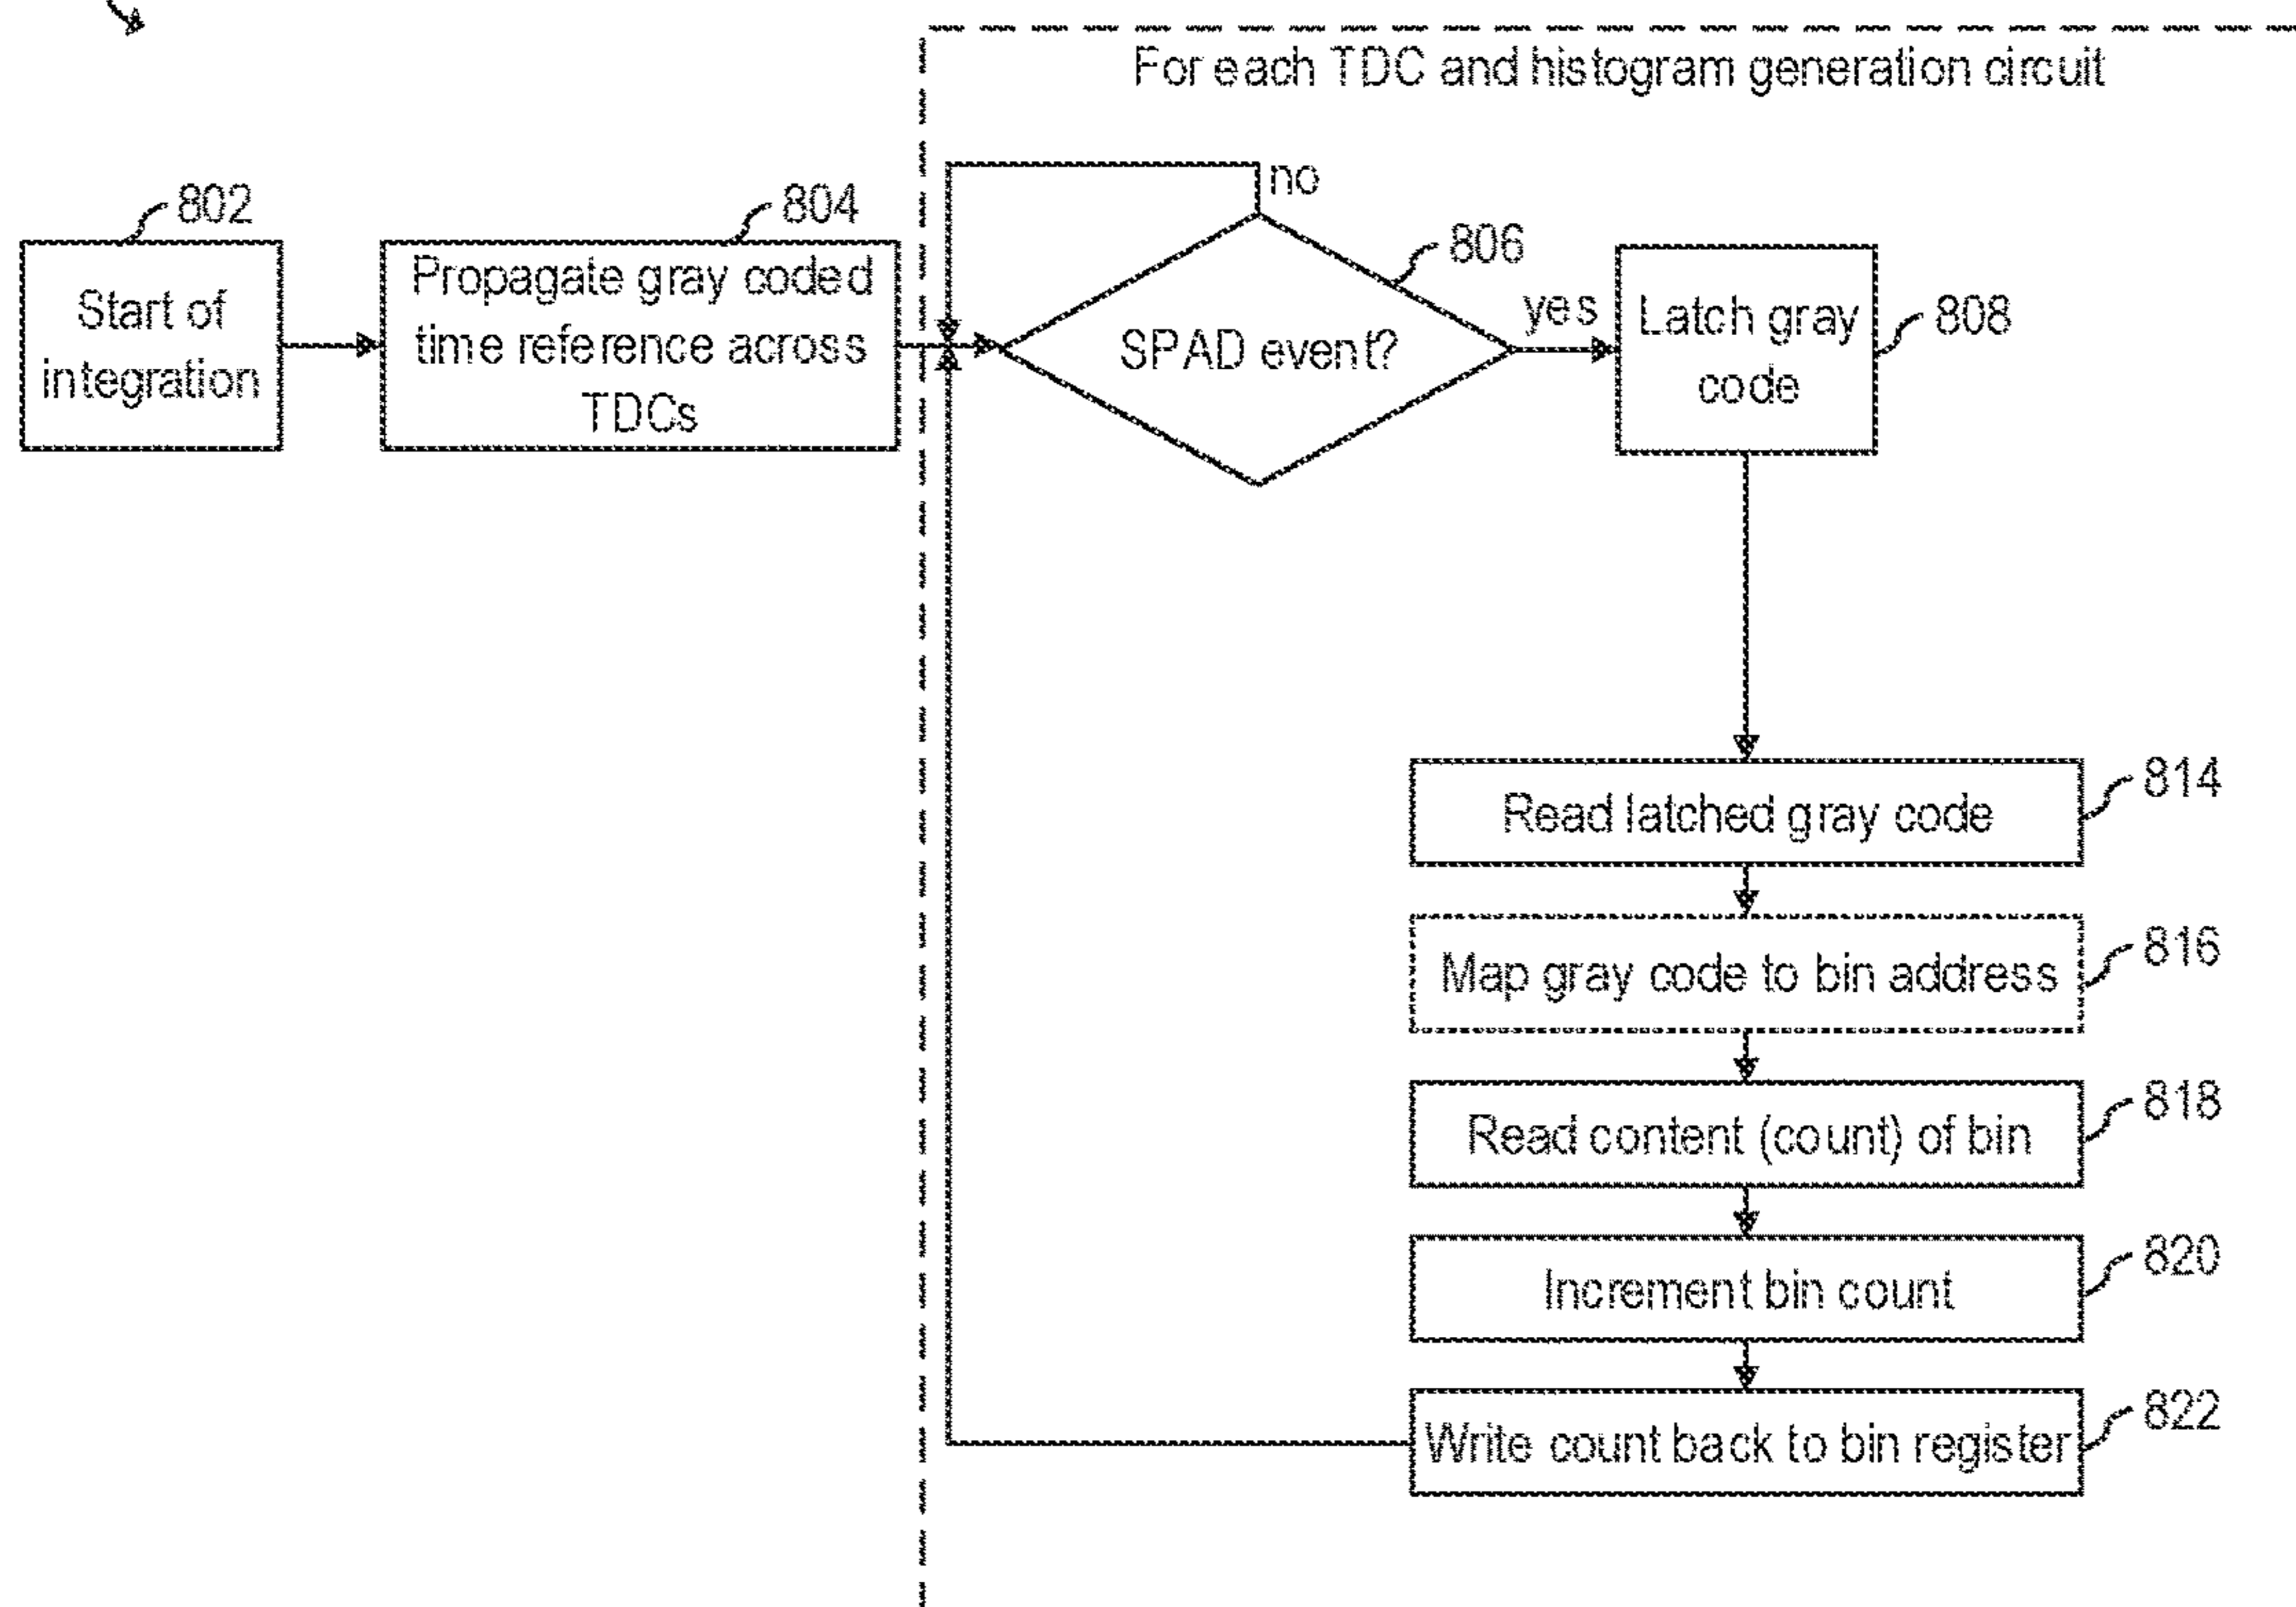 For each TDC and histogram generation circuit
802
Start of
integration
804
Propagate gray coded
time reference across
TDCs
no
806
SPAD event?
yes
Latch gray
code
808
814
Read latched gray code
816
Map gray code to bin address
818
Read content (count) of bin
820
Increment bin count
822
Write count back to bin register